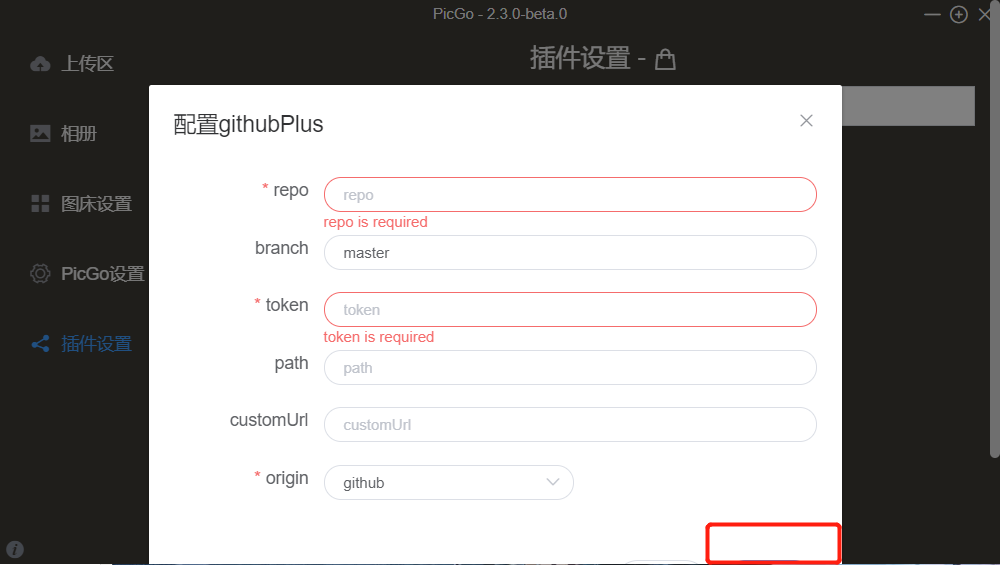 PicGo - 2.3.0-beta.0
上传区
相册
图床设置
PicGo设置
插件设置
插件设置 -
配置githubPlus
* repo
repo
repo is required
branch
master
* token
token
token is required
path
path
customUrl
customUrl
* origin
github